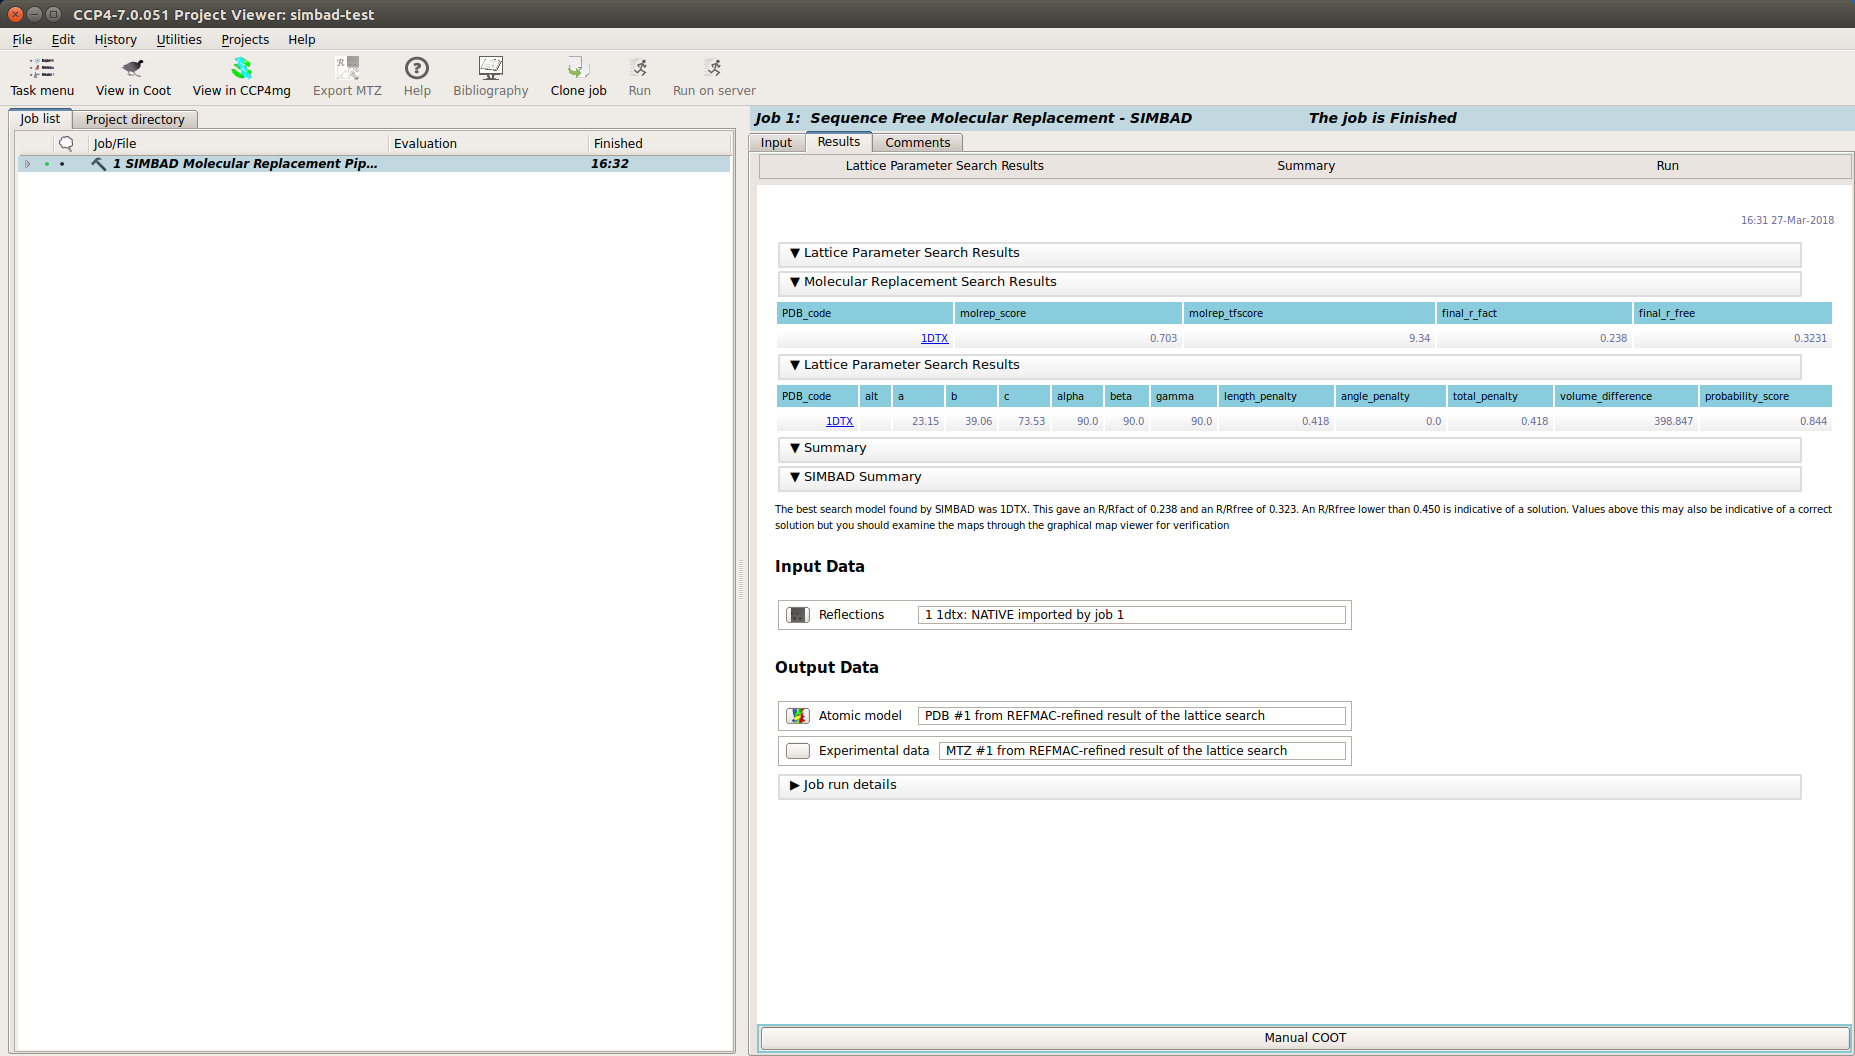 CCP4-7.0.051 Project Viewer: simbad-test
File Edit History Utilities Projects Help
Task menu View in Coot View in CCP4mg Export MTZ Help Bibliography Clone job Run Run on server
Job list Project directory
Job/File Evaluation Finished
1 SIMBAD Molecular Replacement Pip... 16:32
Job 1: Sequence Free Molecular Replacement - SIMBAD The job is Finished
Input Results Comments
Lattice Parameter Search Results Summary Run
16:31 27-Mar-2018
▼ Lattice Parameter Search Results
▼ Molecular Replacement Search Results
PDB_code molrep_score molrep_tfscore final_r_fact final_r_free
1DTX 0.703 9.34 0.238 0.3231
▼ Lattice Parameter Search Results
PDB_code alt a b c alpha beta gamma length_penalty angle_penalty total_penalty volume_difference probability_score
1DTX 23.15 39.06 73.53 90.0 90.0 90.0 0.418 0.0 0.418 398.847 0.844
▼ Summary
▼ SIMBAD Summary
The best search model found by SIMBAD was 1DTX. This gave an R/Rfact of 0.238 and an R/Rfree of 0.323. An R/Rfree lower than 0.450 is indicative of a solution. Values above this may also be indicative of a correct
solution but you should examine the maps through the graphical map viewer for verification
Input Data
Reflections 1 1dtx: NATIVE imported by job 1
Output Data
Atomic model PDB #1 from REFMAC-refined result of the lattice search
Experimental data MTZ #1 from REFMAC-refined result of the lattice search
▶ Job run details
Manual COOT